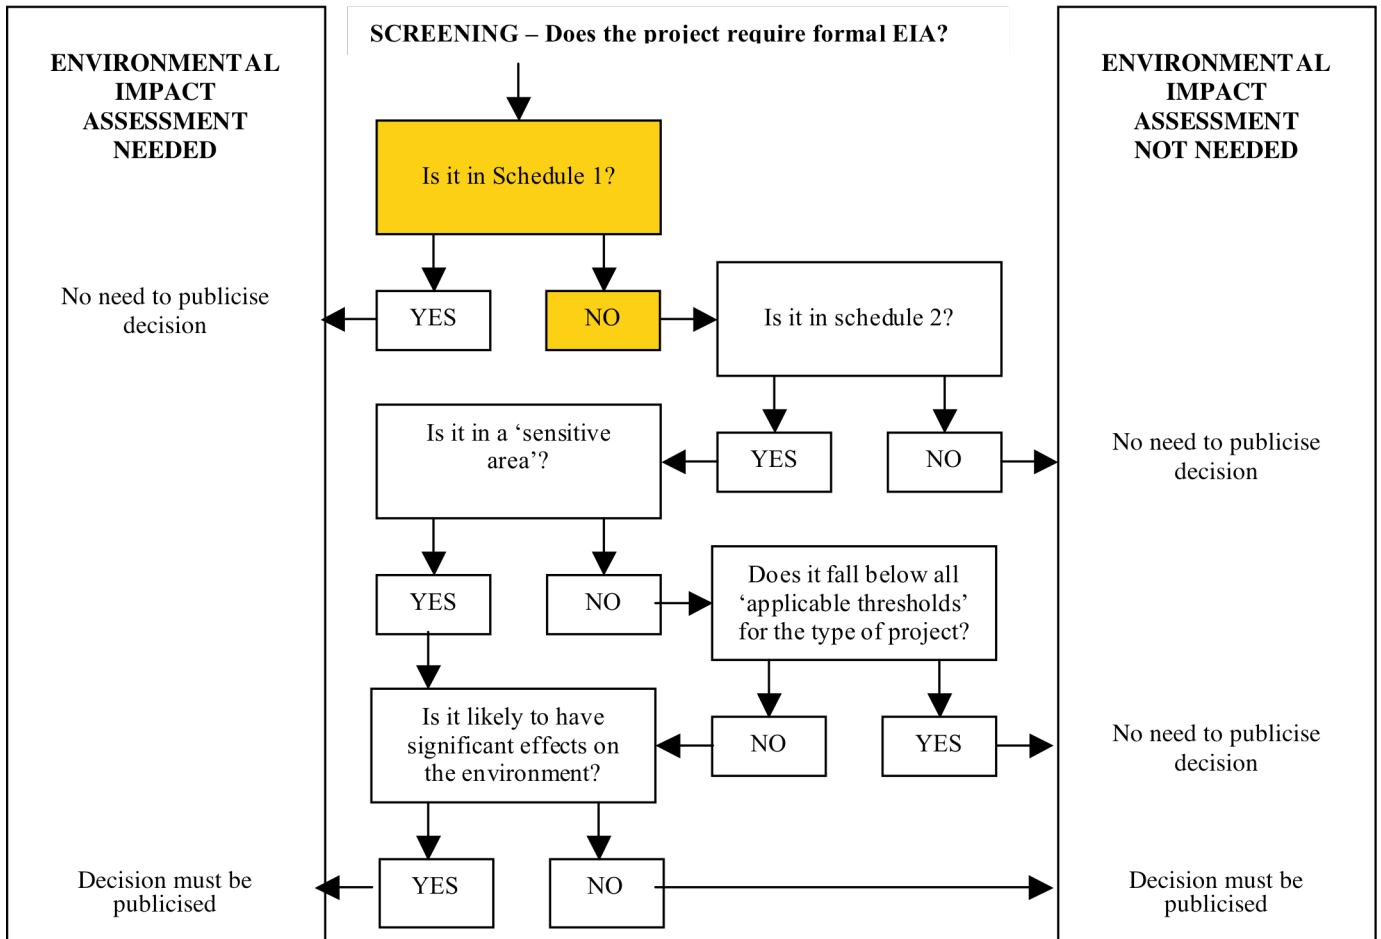 SCREENING – Does the project require formal EIA?
ENVIRONMENTAL
IMPACT
ASSESSMENT
NEEDED
ENVIRONMENTAL
IMPACT
ASSESSMENT
NOT NEEDED
Is it in Schedule 1?
No need to publicise
decision
YES
NO
Is it in schedule 2?
Is it in a ‘sensitive
area’?
YES
NO
No need to publicise
decision
YES
NO
Does it fall below all
‘applicable thresholds’
for the type of project?
Is it likely to have
significant effects on
the environment?
NO
YES
No need to publicise
decision
Decision must be
publicised
YES
NO
Decision must be
publicised